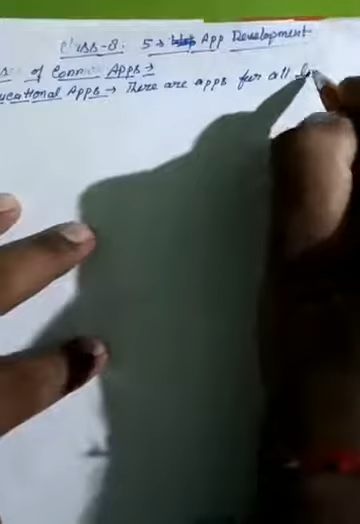 Class-8. 5→ App Development
of Common Apps→
ucational Apps → There are apps for all